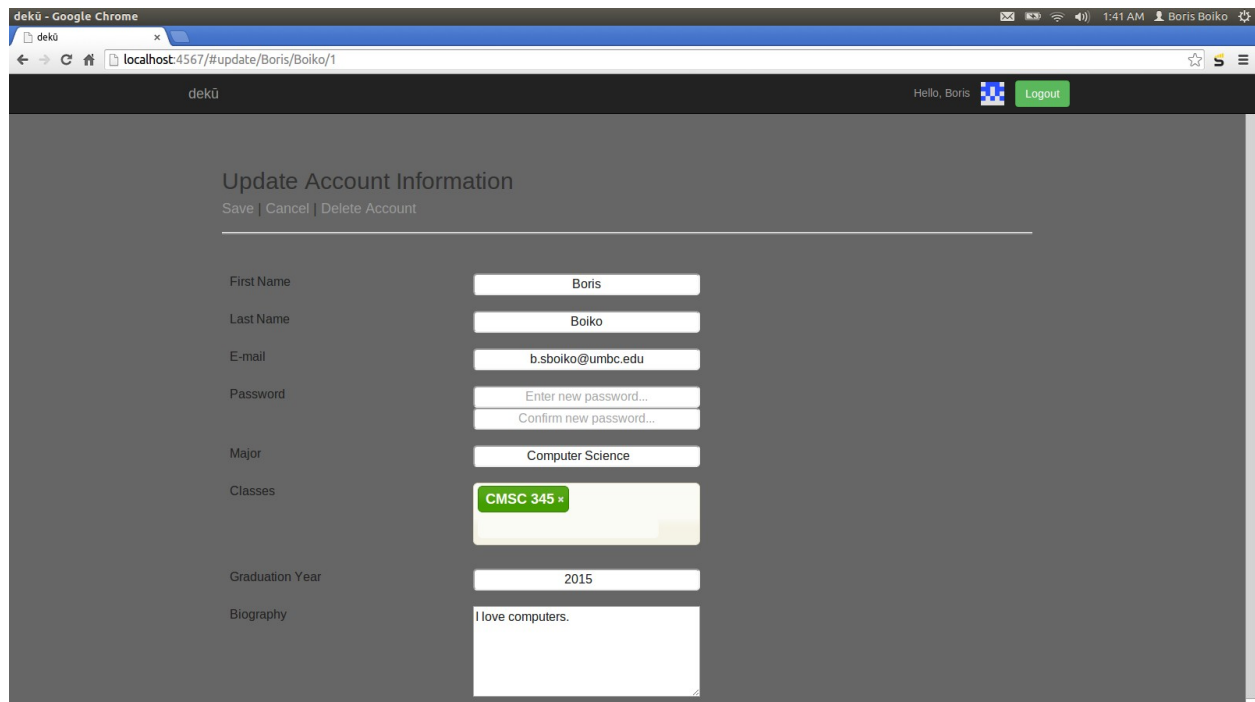 dekū - Google Chrome
1:41 AM Boris Boiko
dekū ×
localhost:4567/#update/Boris/Boiko/1
dekū
Hello, Boris
Logout
Update Account Information
Save | Cancel | Delete Account
First Name
Boris
Last Name
Boiko
E-mail
b.sboiko@umbc.edu
Password
Enter new password...
Confirm new password...
Major
Computer Science
Classes
CMSC 345 ×
Graduation Year
2015
Biography
I love computers.